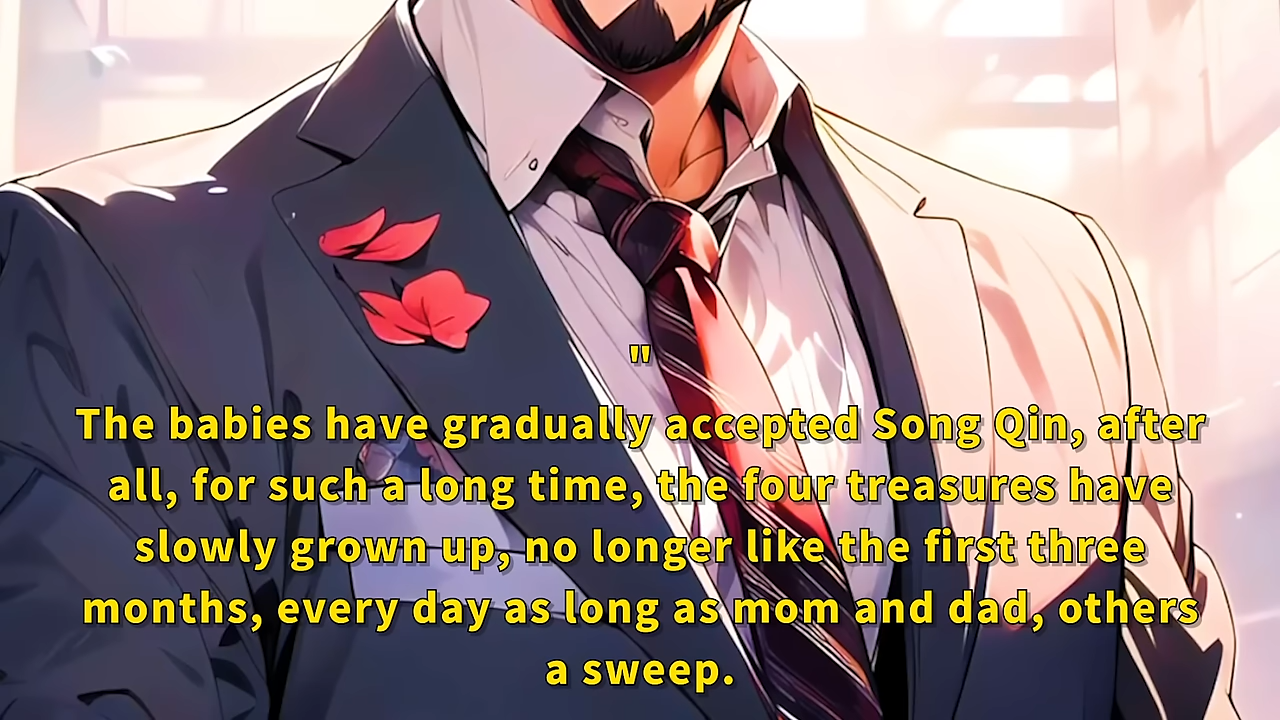 "
The babies have gradually accepted Song Qin, after
all, for such a long time, the four treasures have
slowly grown up, no longer like the first three
months, every day as long as mom and dad, others
a sweep.